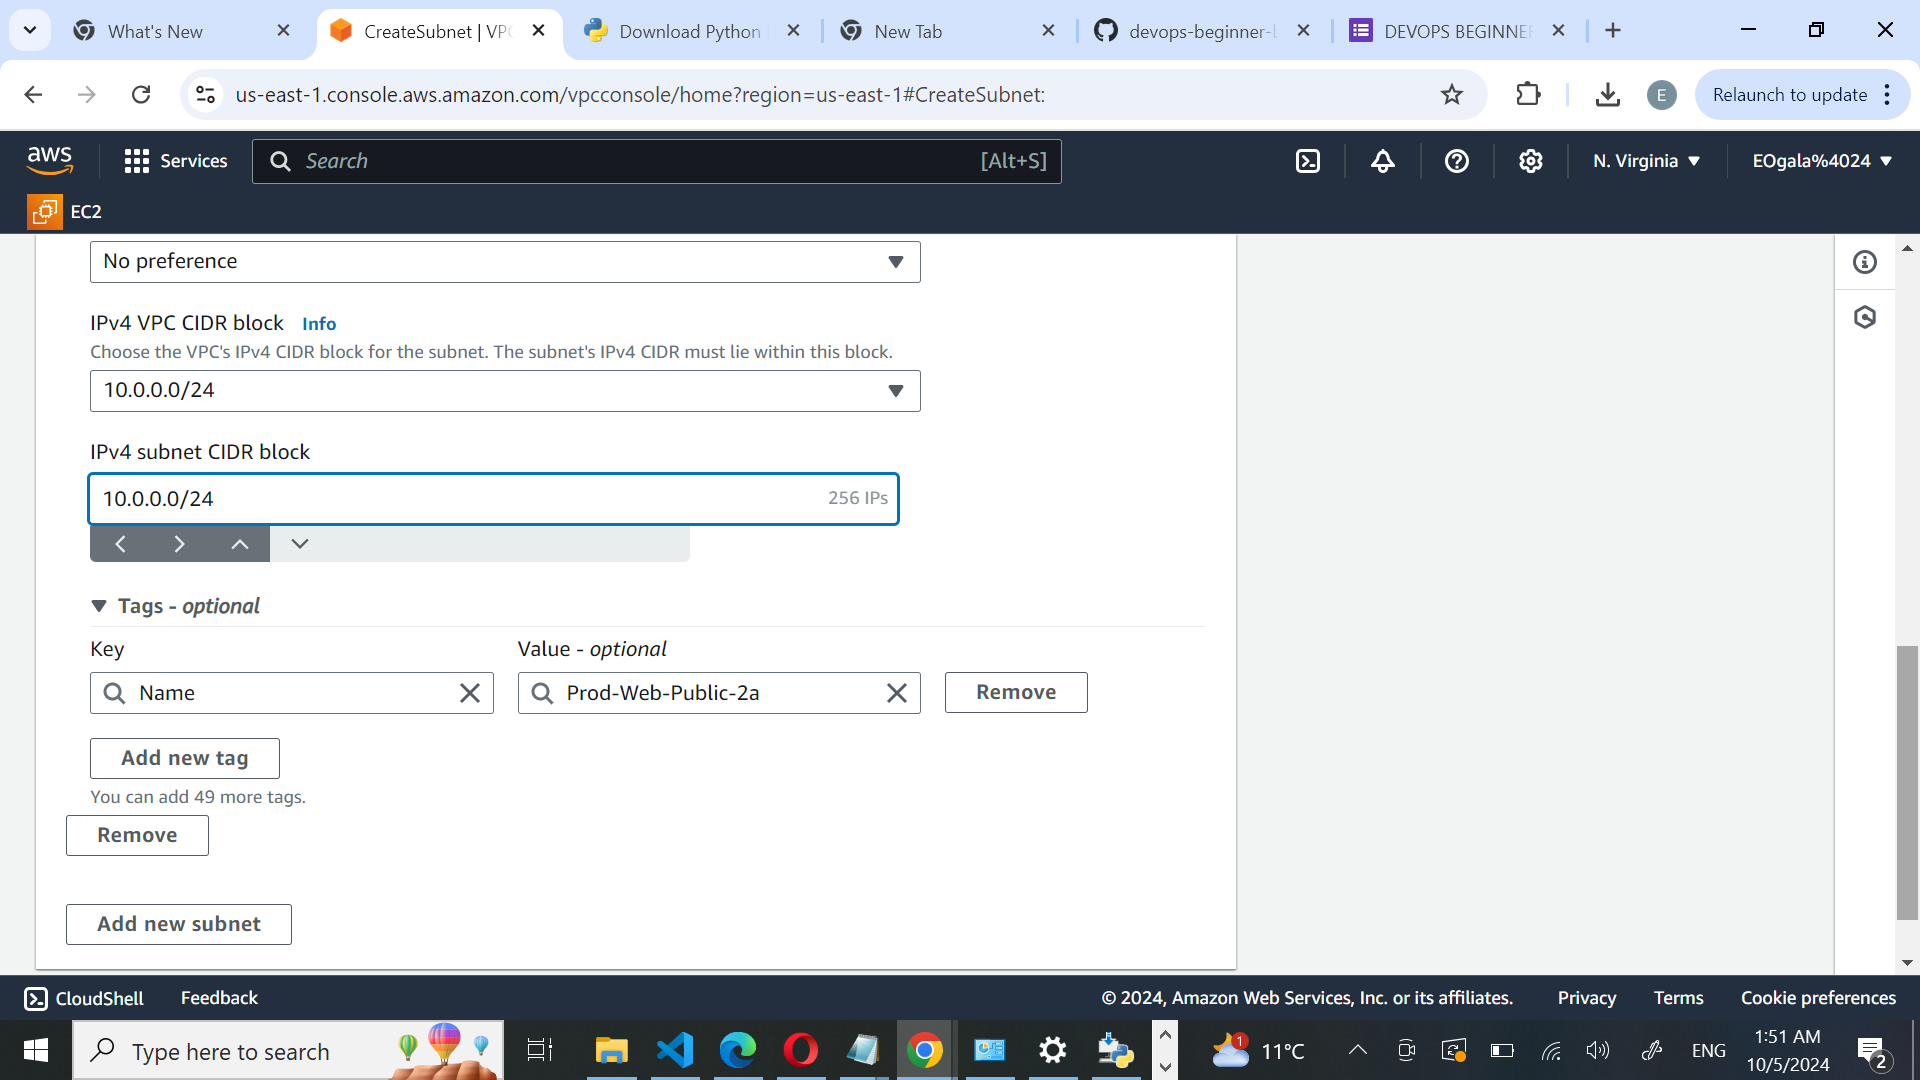 What's New
CreateSubnet | VPC
Download Python
New Tab
devops-beginner-b
DEVOPS BEGINNER
us-east-1.console.aws.amazon.com/vpcconsole/home?region=us-east-1#CreateSubnet:
E
Relaunch to update
aws
Services
Search
[Alt+S]
N. Virginia
EOgala%4024
EC2
No preference
IPv4 VPC CIDR block Info
Choose the VPC's IPv4 CIDR block for the subnet. The subnet's IPv4 CIDR must lie within this block.
10.0.0.0/24
IPv4 subnet CIDR block
10.0.0.0/24
256 IPs
Tags - optional
Key
Value - optional
Name
Prod-Web-Public-2a
Remove
Add new tag
You can add 49 more tags.
Remove
Add new subnet
CloudShell
Feedback
© 2024, Amazon Web Services, Inc. or its affiliates.
Privacy
Terms
Cookie preferences
Type here to search
1
11°C
ENG
1:51 AM
10/5/2024
2